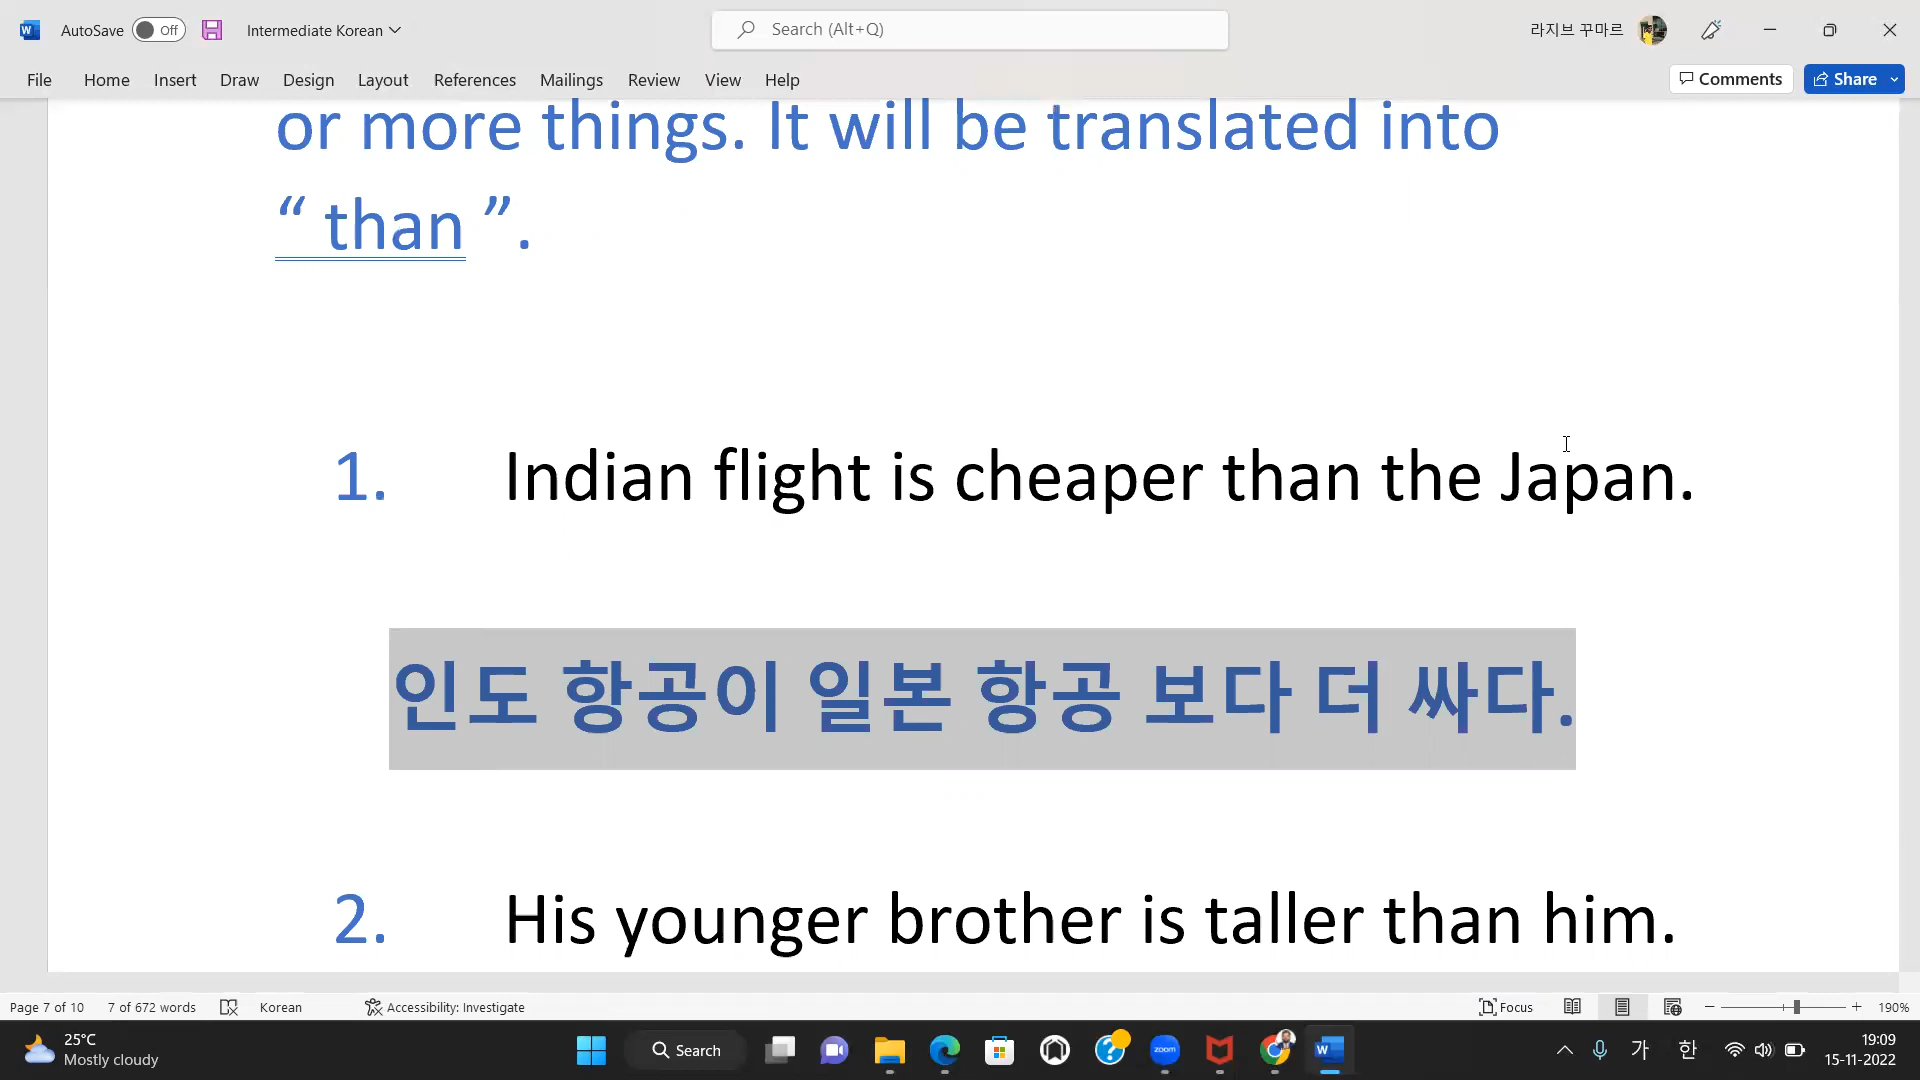 AutoSave Off Intermediate Korean Search (Alt+Q) 라지브 꾸마르
File Home Insert Draw Design Layout References Mailings Review View Help Comments Share
or more things. It will be translated into
“ than ”.
1. Indian flight is cheaper than the Japan.
인도 항공이 일본 항공 보다 더 싸다.
2. His younger brother is taller than him.
Page 7 of 10 7 of 672 words Korean Accessibility: Investigate Focus 190%
25°C
Mostly cloudy
Search
zoom
가 한
19:09
15-11-2022